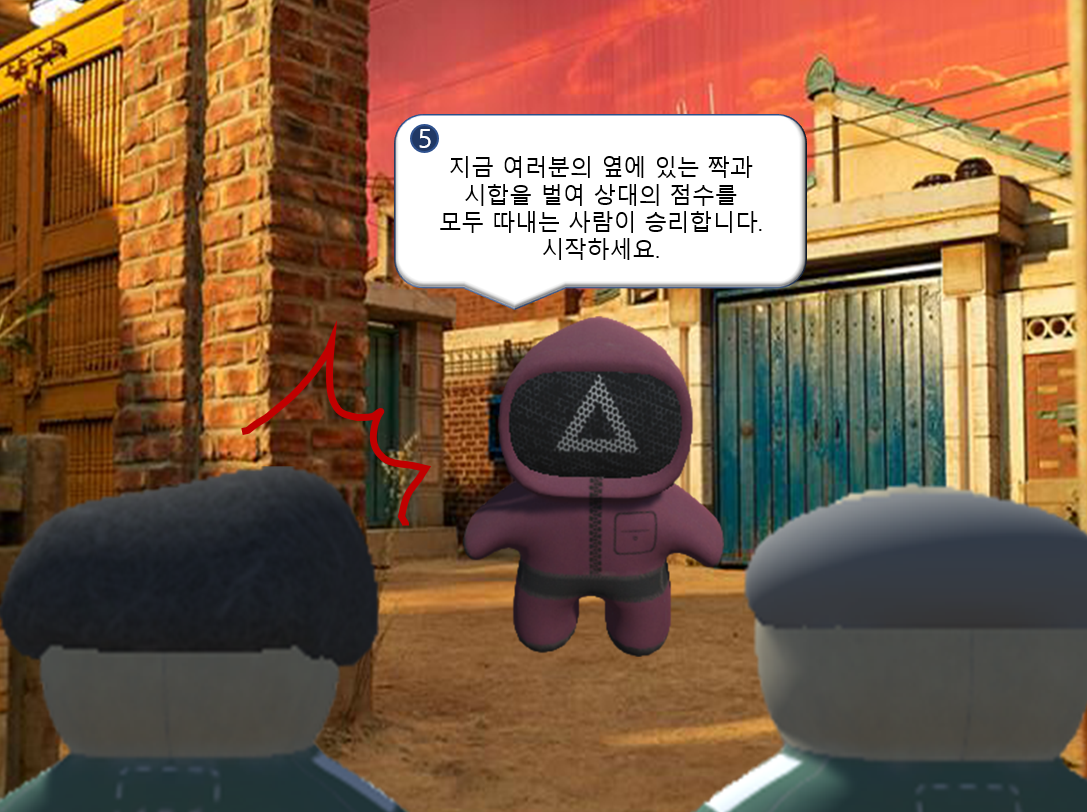 5
지금 여러분의 옆에 있는 짝과
시합을 벌여 상대의 점수를
모두 따내는 사람이 승리합니다.
시작하세요.